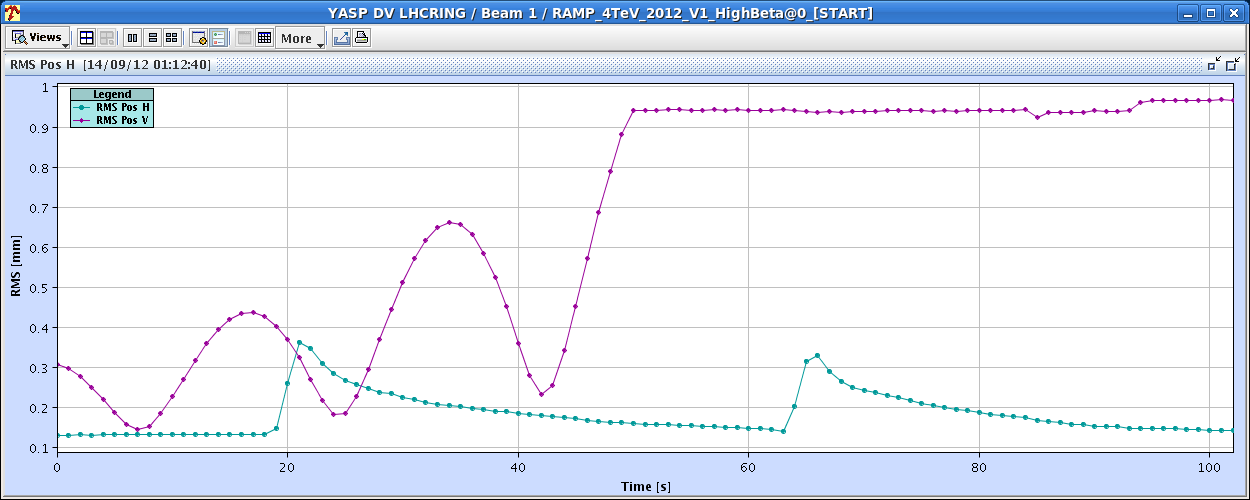 YASP DV LHCRING / Beam 1 / RAMP_4TeV_2012_V1_HighBeta@0_[START]
Views More
RMS Pos H [14/09/12 01:12:40]
Legend
RMS Pos H
RMS Pos V
1
0.9
0.8
0.7
0.6
0.5
0.4
0.3
0.2
0.1
RMS [mm]
0 20 40 60 80 100
Time [s]